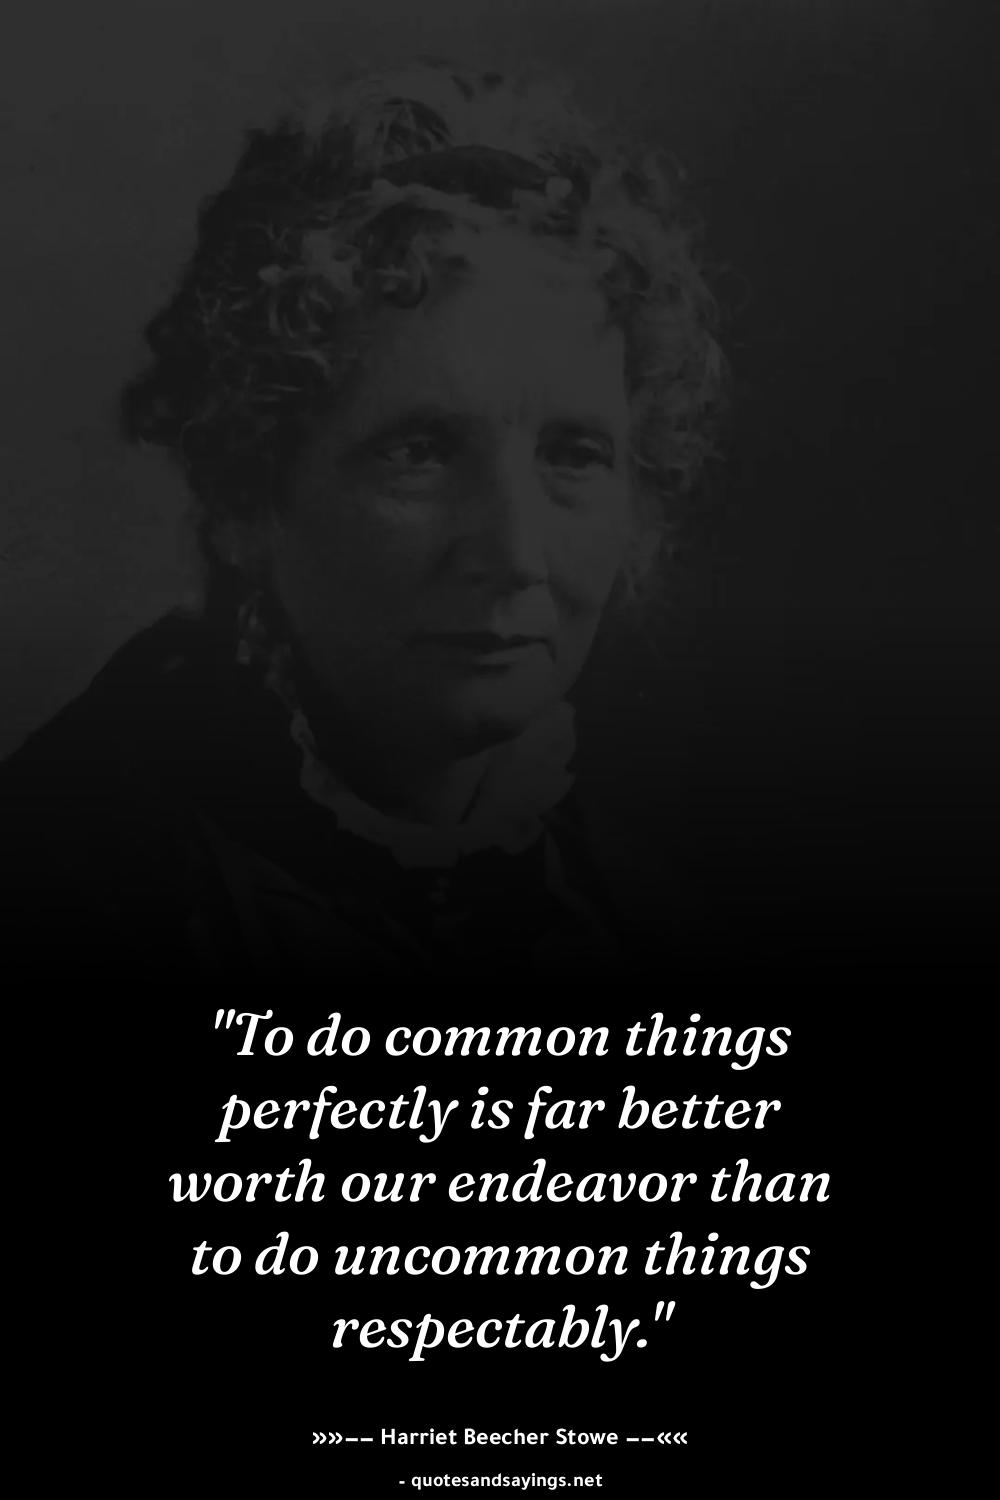 "To do common things
perfectly is far better
worth our endeavor than
to do uncommon things
respectably."
»»–– Harriet Beecher Stowe ––««
- quotesandsayings.net